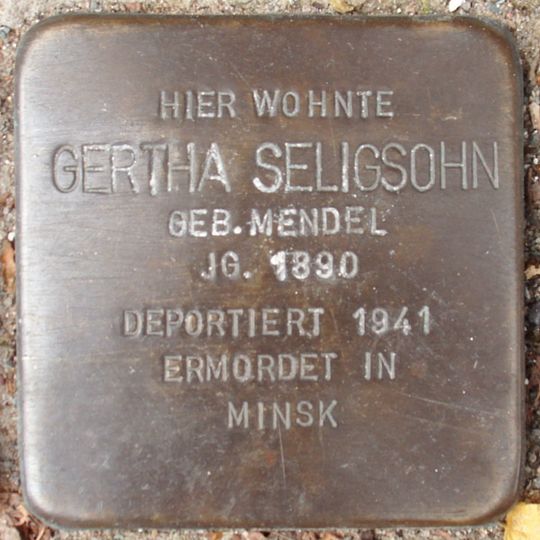 HIER WOHNTE
GERTHA SELIGSOHN
GEB. MENDEL
JG. 1890
DEPORTIERT 1941
ERMORDET IN
MINSK